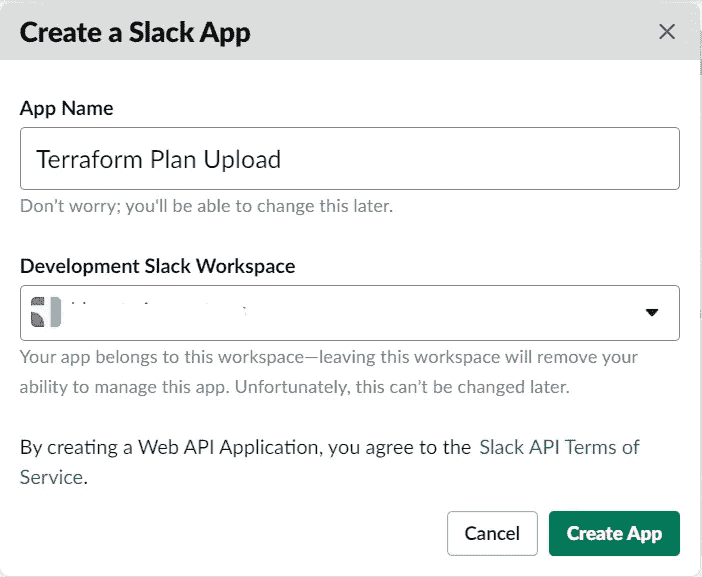 Create a Slack App
App Name
Terraform Plan Upload
Don't worry; you'll be able to change this later.
Development Slack Workspace
Your app belongs to this workspace—leaving this workspace will remove your
ability to manage this app. Unfortunately, this can't be changed later.
By creating a Web API Application, you agree to the Slack API Terms of
Service.
Cancel
Create App